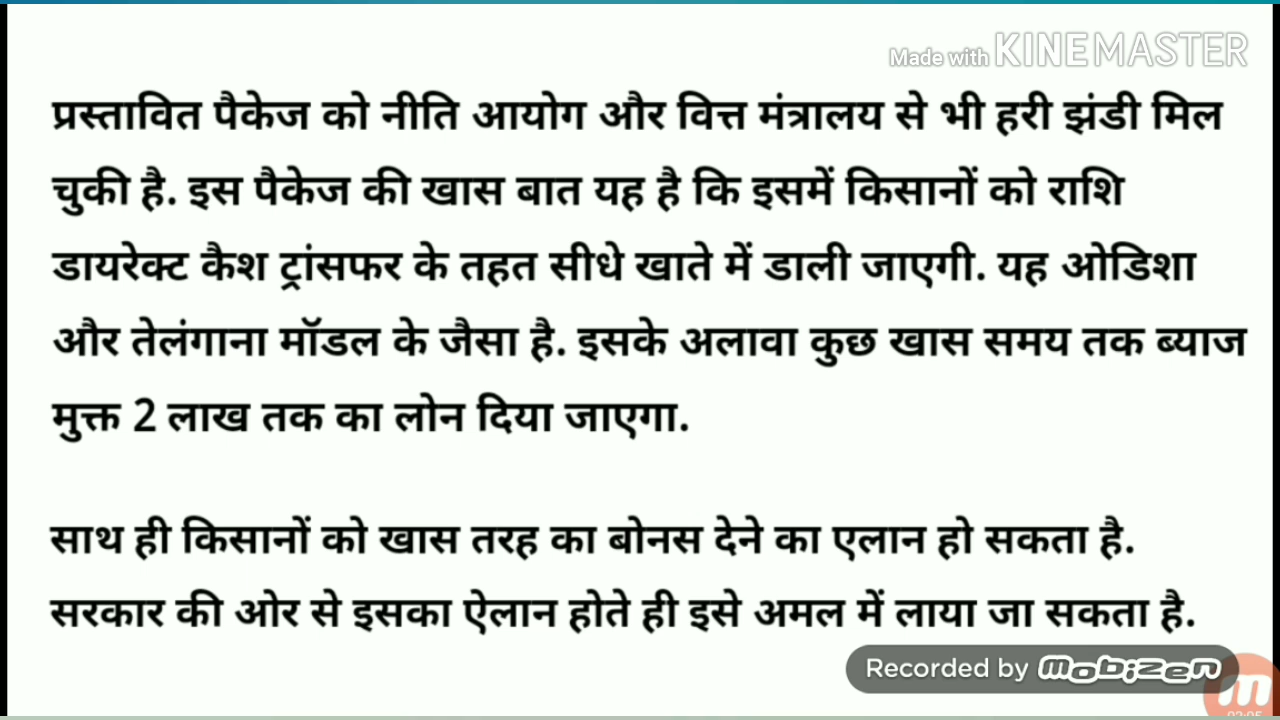 Made with KINEMASTER
प्रस्तावित पैकेज को नीति आयोग और वित्त मंत्रालय से भी हरी झंडी मिल
चुकी है. इस पैकेज की खास बात यह है कि इसमें किसानों को राशि
डायरेक्ट कैश ट्रांसफर के तहत सीधे खाते में डाली जाएगी. यह ओडिशा
और तेलंगाना मॉडल के जैसा है. इसके अलावा कुछ खास समय तक ब्याज
मुक्त 2 लाख तक का लोन दिया जाएगा.
साथ ही किसानों को खास तरह का बोनस देने का एलान हो सकता है.
सरकार की ओर से इसका ऐलान होते ही इसे अमल में लाया जा सकता है.
Recorded by mobizen
m